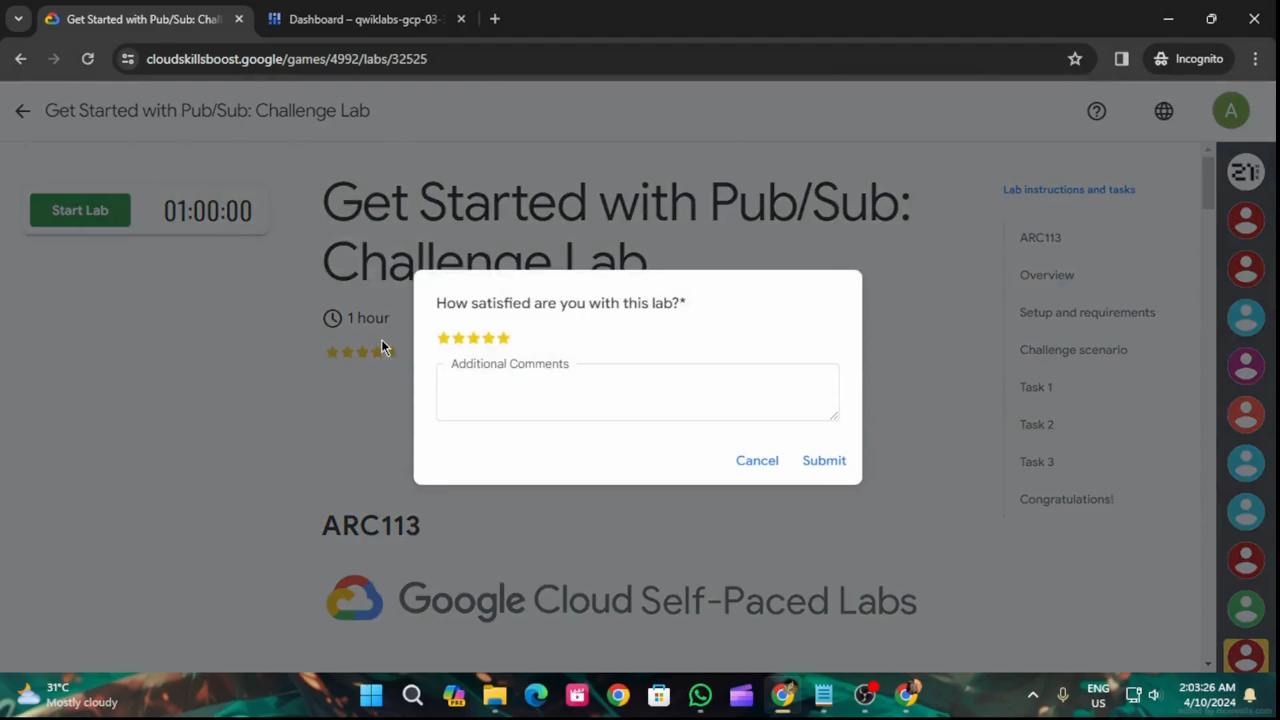 Get Started with Pub/Sub: Chal
Dashboard – qwiklabs-gcp-03-
cloudskillsboost.google/games/4992/labs/32525
Incognito
Get Started with Pub/Sub: Challenge Lab
A
Start Lab
01:00:00
Get Started with Pub/Sub:
Challenge Lab
1 hour
How satisfied are you with this lab?*
Additional Comments
Cancel
Submit
ARC113
Google Cloud Self-Paced Labs
Lab instructions and tasks
ARC113
Overview
Setup and requirements
Challenge scenario
Task 1
Task 2
Task 3
Congratulations!
31°C
Mostly cloudy
PRE
ENG
US
2:03:26 AM
4/10/2024